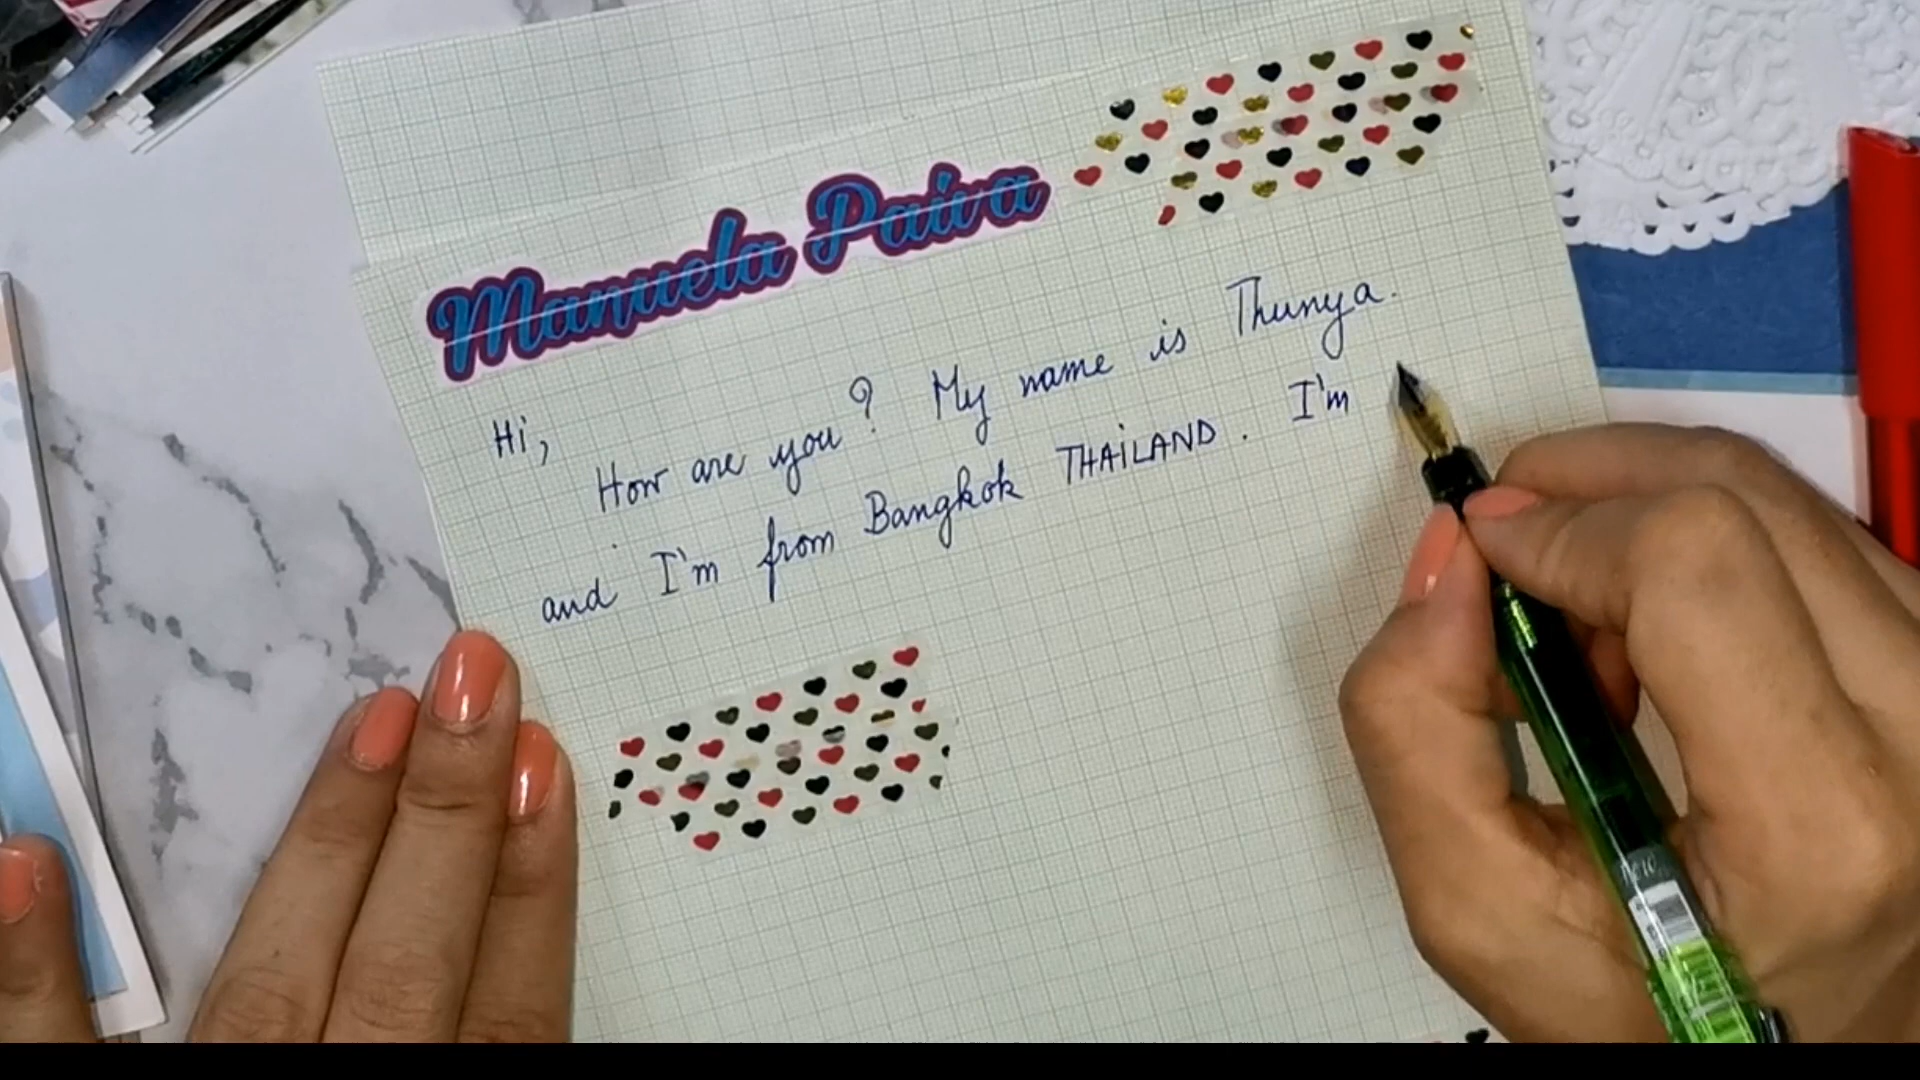 Manuela Paiva
Hi,
How are you? My name is Thunya.
and I'm from Bangkok THAILAND. I'm